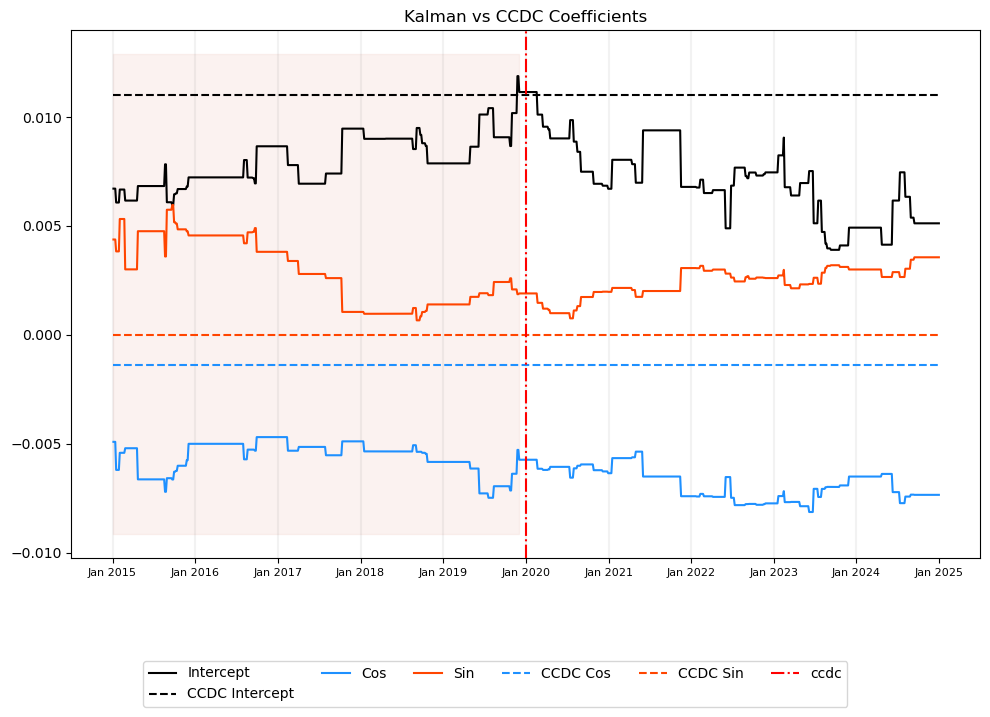 Kalman vs CCDC Coefficients
0.010
0.005
0.000
−0.005
−0.010
Jan 2015 Jan 2016 Jan 2017 Jan 2018 Jan 2019 Jan 2020 Jan 2021 Jan 2022 Jan 2023 Jan 2024 Jan 2025
Intercept Cos Sin CCDC Cos CCDC Sin ccdc
CCDC Intercept